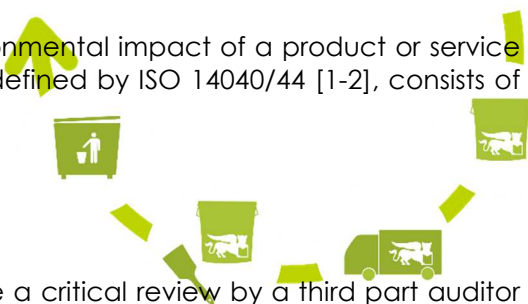 onmental impact of a product or service
defined by ISO 14040/44 [1-2], consists of
e a critical review by a third part auditor